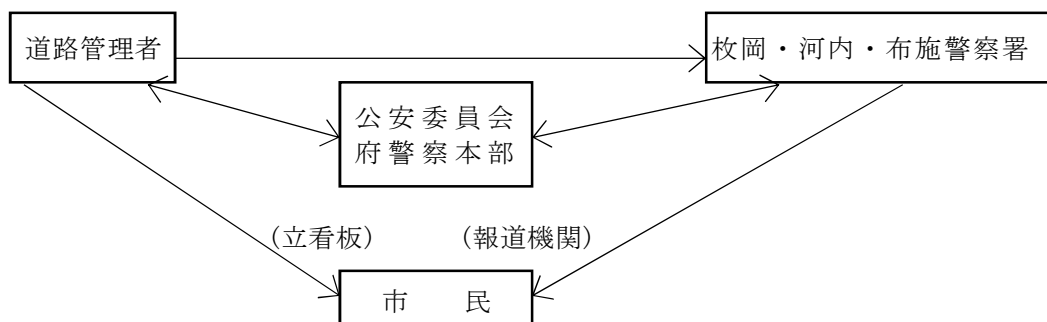 道路管理者
枚岡・河内・布施警察署
公安委員会
府警察本部
(立看板)
(報道機関)
市　　民